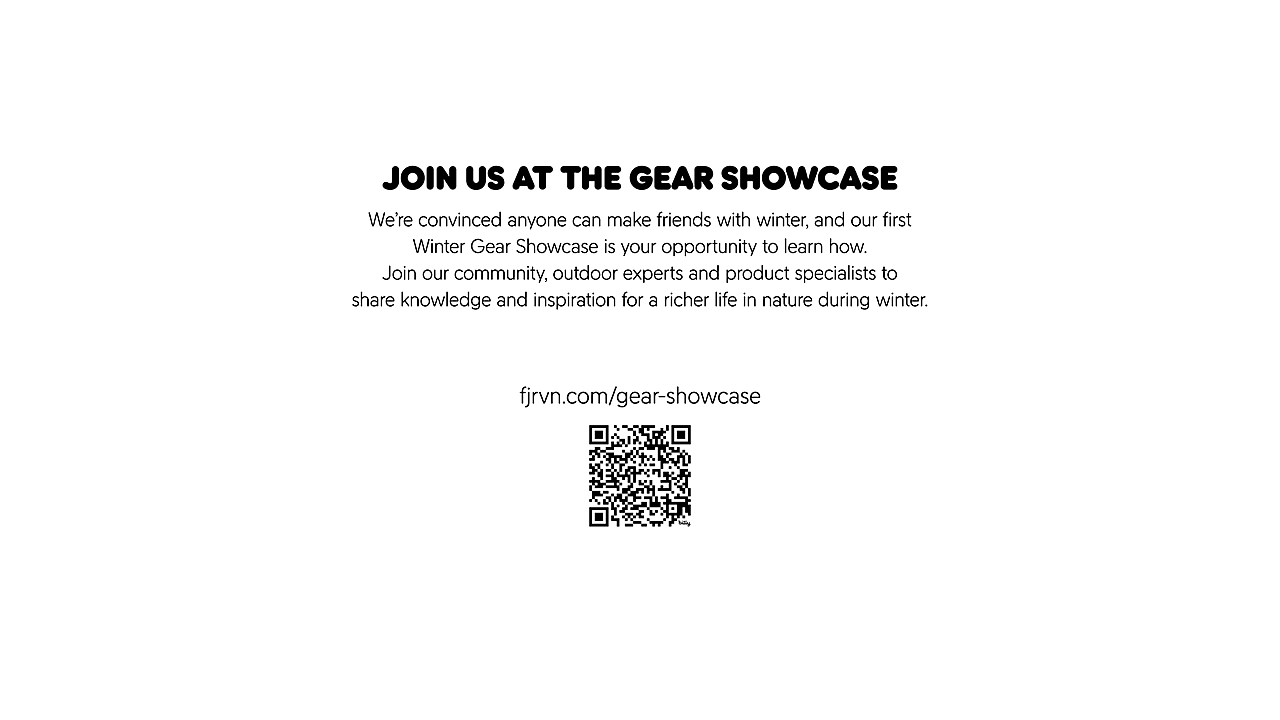 JOIN US AT THE GEAR SHOWCASE
We're convinced anyone can make friends with winter, and our first
Winter Gear Showcase is your opportunity to learn how.
Join our community, outdoor experts and product specialists to
share knowledge and inspiration for a richer life in nature during winter.
fjrvn.com/gear-showcase
bitly